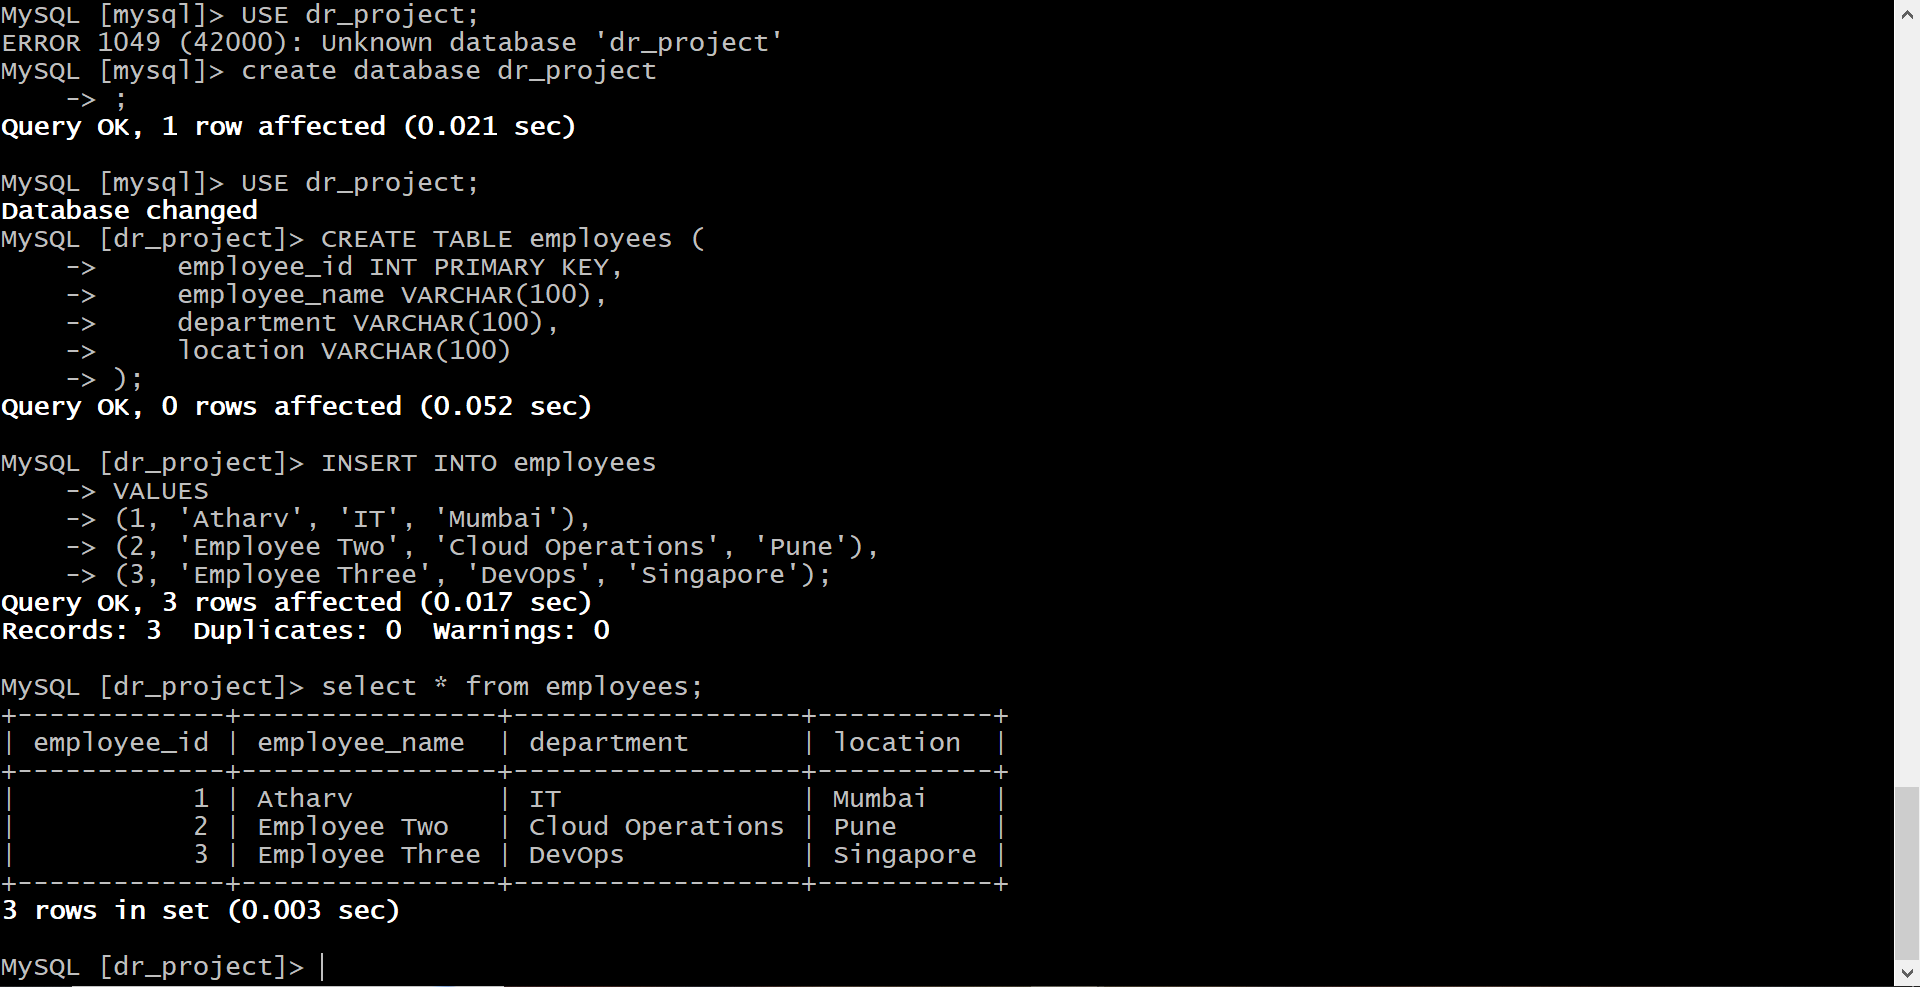 MySQL [mysql]> USE dr_project;
ERROR 1049 (42000): Unknown database 'dr_project'
MySQL [mysql]> create database dr_project
    -> ;
Query OK, 1 row affected (0.021 sec)

MySQL [mysql]> USE dr_project;
Database changed
MySQL [dr_project]> CREATE TABLE employees (
    ->     employee_id INT PRIMARY KEY,
    ->     employee_name VARCHAR(100),
    ->     department VARCHAR(100),
    ->     location VARCHAR(100)
    -> );
Query OK, 0 rows affected (0.052 sec)

MySQL [dr_project]> INSERT INTO employees
    -> VALUES
    -> (1, 'Atharv', 'IT', 'Mumbai'),
    -> (2, 'Employee Two', 'Cloud Operations', 'Pune'),
    -> (3, 'Employee Three', 'DevOps', 'Singapore');
Query OK, 3 rows affected (0.017 sec)
Records: 3  Duplicates: 0  Warnings: 0

MySQL [dr_project]> select * from employees;
+-------------+----------------+------------------+-----------+
| employee_id | employee_name  | department       | location  |
+-------------+----------------+------------------+-----------+
|           1 | Atharv         | IT               | Mumbai    |
|           2 | Employee Two   | Cloud Operations | Pune      |
|           3 | Employee Three | DevOps           | Singapore |
+-------------+----------------+------------------+-----------+
3 rows in set (0.003 sec)

MySQL [dr_project]>